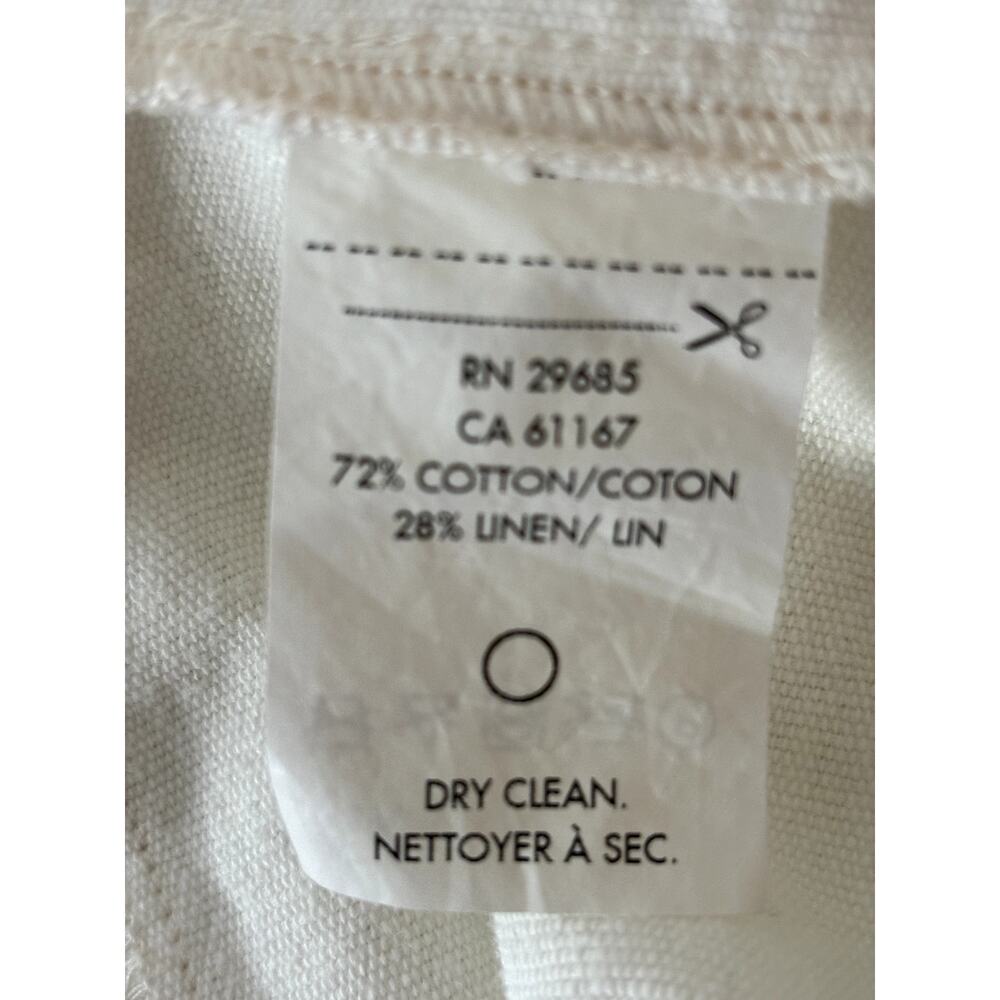 RN 29685
CA 61167
72% COTTON/COTON
28% LINEN/ LIN
DRY CLEAN.
NETTOYER À SEC.